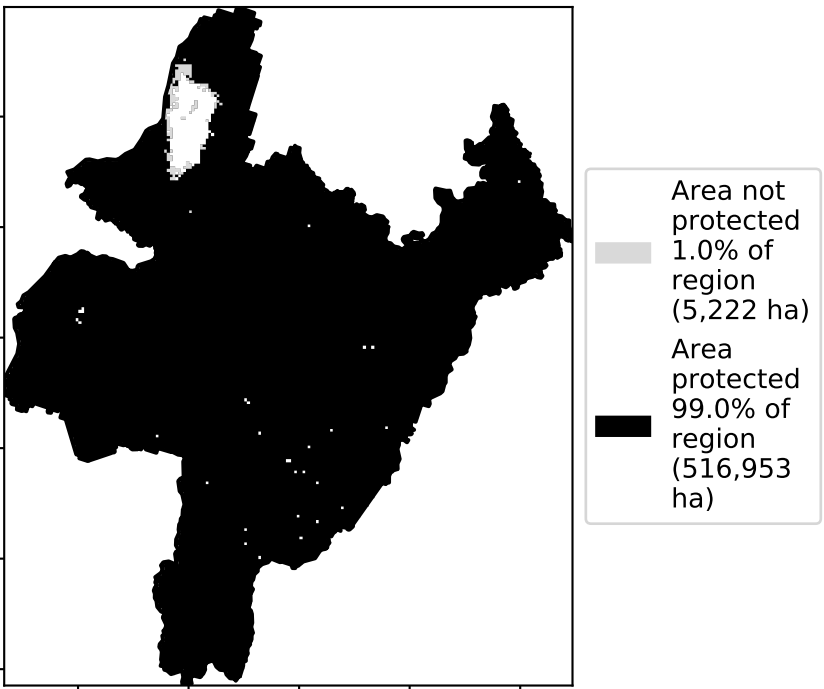 Area not
protected
1.0% of
region
(5,222 ha)
Area
protected
99.0% of
region
(516,953
ha)